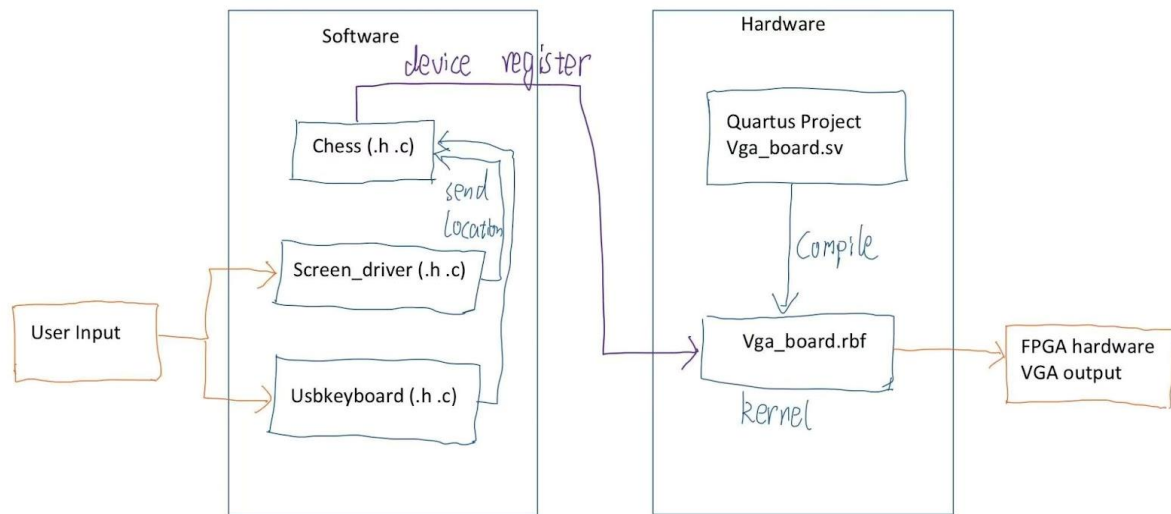 Software
Hardware
device register
Chess (.h .c)
Quartus Project
Vga_board.sv
send
Location
Compile
Screen_driver (.h .c)
User Input
Vga_board.rbf
FPGA hardware
VGA output
Usbkeyboard (.h .c)
kernel